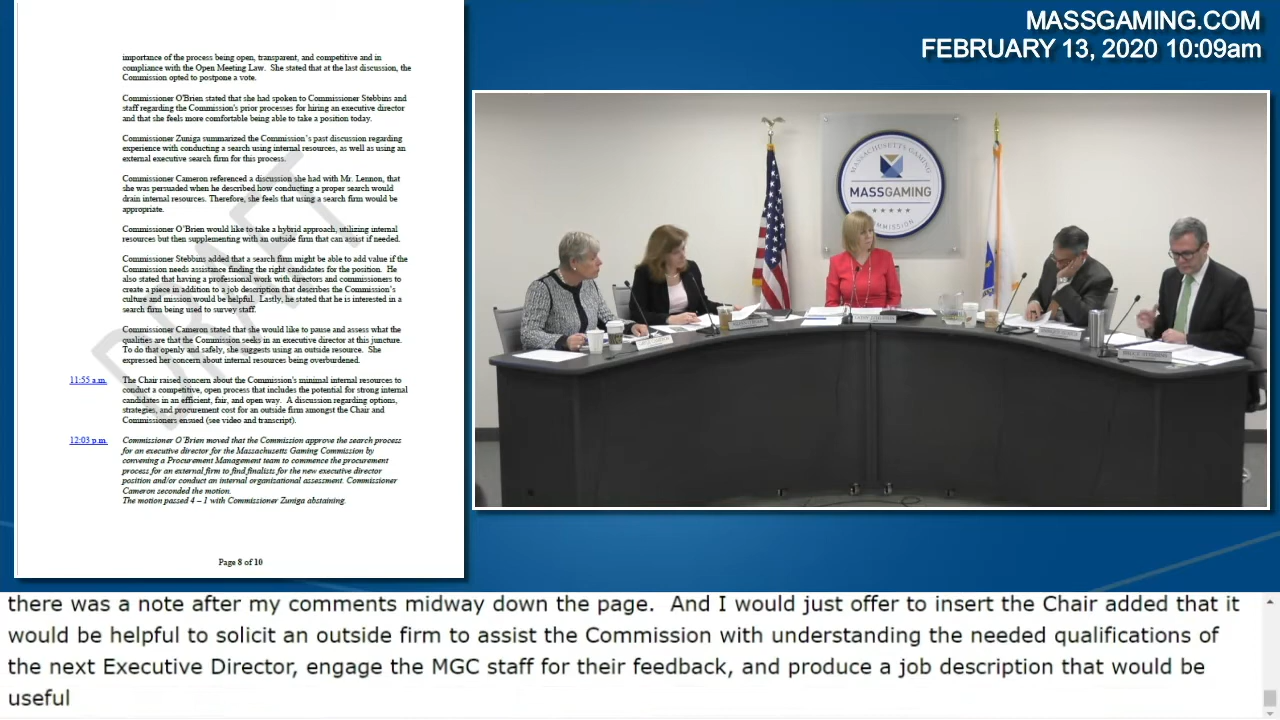 MASSGAMING.COM
FEBRUARY 13, 2020 10:09am
importance of the process being open, transparent, and competitive and in
compliance with the Open Meeting Law. She stated that at the last discussion, the
Commission opted to postpone a vote.
Commissioner O'Brien stated that she had spoken to Commissioner Stebbins and
staff regarding the Commission's prior processes for hiring an executive director
and that she feels more comfortable being able to take a position today.
Commissioner Zuniga summarized the Commission's past discussion regarding
experience with conducting a search using internal resources, as well as using an
external executive search firm for this process.
Commissioner Cameron referenced a discussion she had with Mr. Lennon, that
she was persuaded when he described how conducting a proper search would
drain internal resources. Therefore, she feels that using a search firm would be
appropriate.
Commissioner O'Brien would like to take a hybrid approach, utilizing internal
resources but then supplementing with an outside firm that can assist if needed.
Commissioner Stebbins added that a search firm might be able to add value if the
Commission needs assistance finding the right candidates for the position. He
also stated that having a professional work with directors and commissioners to
create a piece in addition to a job description that describes the Commission's
culture and mission would be helpful. Lastly, he stated that he is interested in a
search firm being used to survey staff.
Commissioner Cameron stated that she would like to pause and assess what the
qualities are that the Commission seeks in an executive director at this juncture.
To do that openly and safely, she suggests using an outside resource. She
expressed her concern about internal resources being overburdened.
11:55 a.m. The Chair raised concern about the Commission's minimal internal resources to
conduct a competitive, open process that includes the potential for strong internal
candidates in an efficient, fair, and open way. A discussion regarding options,
strategies, and procurement cost for an outside firm amongst the Chair and
Commissioners ensued (see video and transcript).
12:03 p.m. Commissioner O'Brien moved that the Commission approve the search process
for an executive director for the Massachusetts Gaming Commission by
convening a Procurement Management team to commence the procurement
process for an external firm to find finalists for the new executive director
position and/or conduct an internal organizational assessment. Commissioner
Cameron seconded the motion.
The motion passed 4 – 1 with Commissioner Zuniga abstaining.
Page 8 of 10
DRAFT
MASSACHUSETTS GAMING
MASSGAMING
COMMISSION
there was a note after my comments midway down the page. And I would just offer to insert the Chair added that it
would be helpful to solicit an outside firm to assist the Commission with understanding the needed qualifications of
the next Executive Director, engage the MGC staff for their feedback, and produce a job description that would be
useful